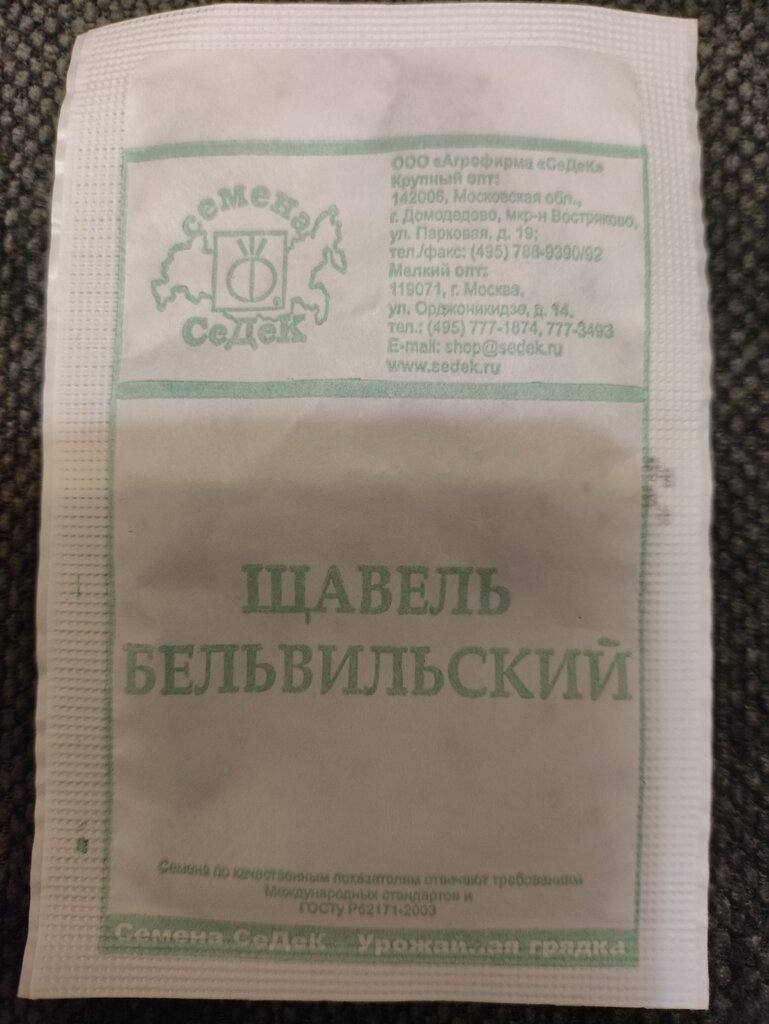 семена
СеДеК
ООО «Агрофирма «СеДеК»
Крупный опт:
142006, Московская обл.,
г. Домодедово, мкр-н Востряково,
ул. Парковая, д. 19;
тел./факс: (495) 788-9390/92
Мелкий опт:
119071, г. Москва,
ул. Орджоникидзе, д. 14,
тел.: (495) 777-1874, 777-3493
E-mail: shop@sedek.ru
www.sedek.ru
ЩАВЕЛЬ
БЕЛЬВИЛЬСКИЙ
Семена по качественным показателям отвечают требованиям
Международных стандартов и
ГОСТу Р52171-2003
Семена СеДеК Урожайная грядка